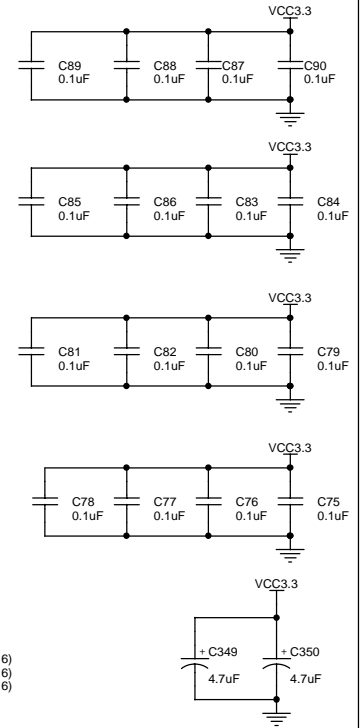 VCC3.3
C89 C88 C87 C90
0.1uF 0.1uF 0.1uF 0.1uF
VCC3.3
C85 C86 C83 C84
0.1uF 0.1uF 0.1uF 0.1uF
VCC3.3
C81 C82 C80 C79
0.1uF 0.1uF 0.1uF 0.1uF
VCC3.3
C78 C77 C76 C75
0.1uF 0.1uF 0.1uF 0.1uF
VCC3.3
+ C349 + C350
4.7uF 4.7uF
6)
6)
6)